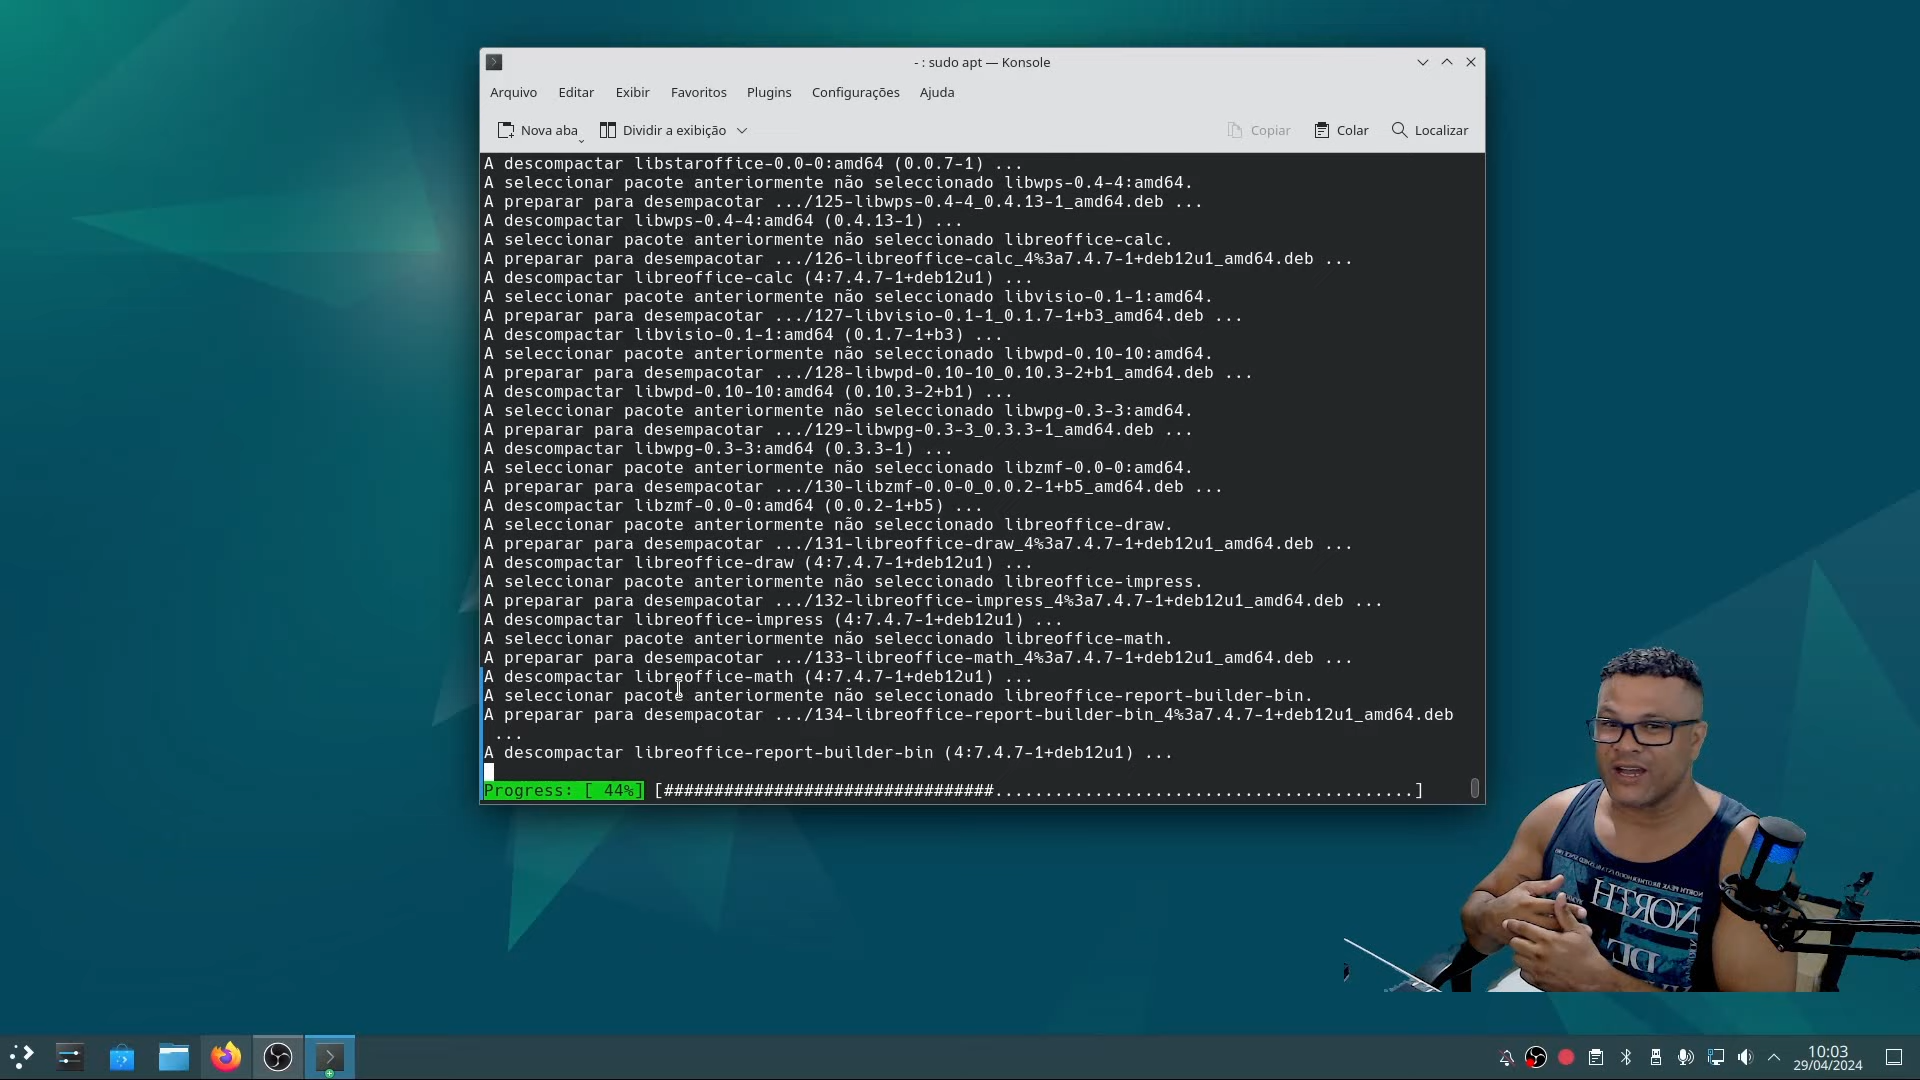 - : sudo apt — Konsole
Arquivo Editar Exibir Favoritos Plugins Configurações Ajuda
Nova aba Dividir a exibição Copiar Colar Localizar
A descompactar libstaroffice-0.0-0:amd64 (0.0.7-1) ...
A seleccionar pacote anteriormente não seleccionado libwps-0.4-4:amd64.
A preparar para desempacotar .../125-libwps-0.4-4_0.4.13-1_amd64.deb ...
A descompactar libwps-0.4-4:amd64 (0.4.13-1) ...
A seleccionar pacote anteriormente não seleccionado libreoffice-calc.
A preparar para desempacotar .../126-libreoffice-calc_4%3a7.4.7-1+deb12u1_amd64.deb ...
A descompactar libreoffice-calc (4:7.4.7-1+deb12u1) ...
A seleccionar pacote anteriormente não seleccionado libvisio-0.1-1:amd64.
A preparar para desempacotar .../127-libvisio-0.1-1_0.1.7-1+b3_amd64.deb ...
A descompactar libvisio-0.1-1:amd64 (0.1.7-1+b3) ...
A seleccionar pacote anteriormente não seleccionado libwpd-0.10-10:amd64.
A preparar para desempacotar .../128-libwpd-0.10-10_0.10.3-2+b1_amd64.deb ...
A descompactar libwpd-0.10-10:amd64 (0.10.3-2+b1) ...
A seleccionar pacote anteriormente não seleccionado libwpg-0.3-3:amd64.
A preparar para desempacotar .../129-libwpg-0.3-3_0.3.3-1_amd64.deb ...
A descompactar libwpg-0.3-3:amd64 (0.3.3-1) ...
A seleccionar pacote anteriormente não seleccionado libzmf-0.0-0:amd64.
A preparar para desempacotar .../130-libzmf-0.0-0_0.0.2-1+b5_amd64.deb ...
A descompactar libzmf-0.0-0:amd64 (0.0.2-1+b5) ...
A seleccionar pacote anteriormente não seleccionado libreoffice-draw.
A preparar para desempacotar .../131-libreoffice-draw_4%3a7.4.7-1+deb12u1_amd64.deb ...
A descompactar libreoffice-draw (4:7.4.7-1+deb12u1) ...
A seleccionar pacote anteriormente não seleccionado libreoffice-impress.
A preparar para desempacotar .../132-libreoffice-impress_4%3a7.4.7-1+deb12u1_amd64.deb ...
A descompactar libreoffice-impress (4:7.4.7-1+deb12u1) ...
A seleccionar pacote anteriormente não seleccionado libreoffice-math.
A preparar para desempacotar .../133-libreoffice-math_4%3a7.4.7-1+deb12u1_amd64.deb ...
A descompactar libreoffice-math (4:7.4.7-1+deb12u1) ...
A seleccionar pacote anteriormente não seleccionado libreoffice-report-builder-bin.
A preparar para desempacotar .../134-libreoffice-report-builder-bin_4%3a7.4.7-1+deb12u1_amd64.deb
...
A descompactar libreoffice-report-builder-bin (4:7.4.7-1+deb12u1) ...
Progress: [ 44%] [#################################..........................................]
NORTH
DE
10:03
29/04/2024